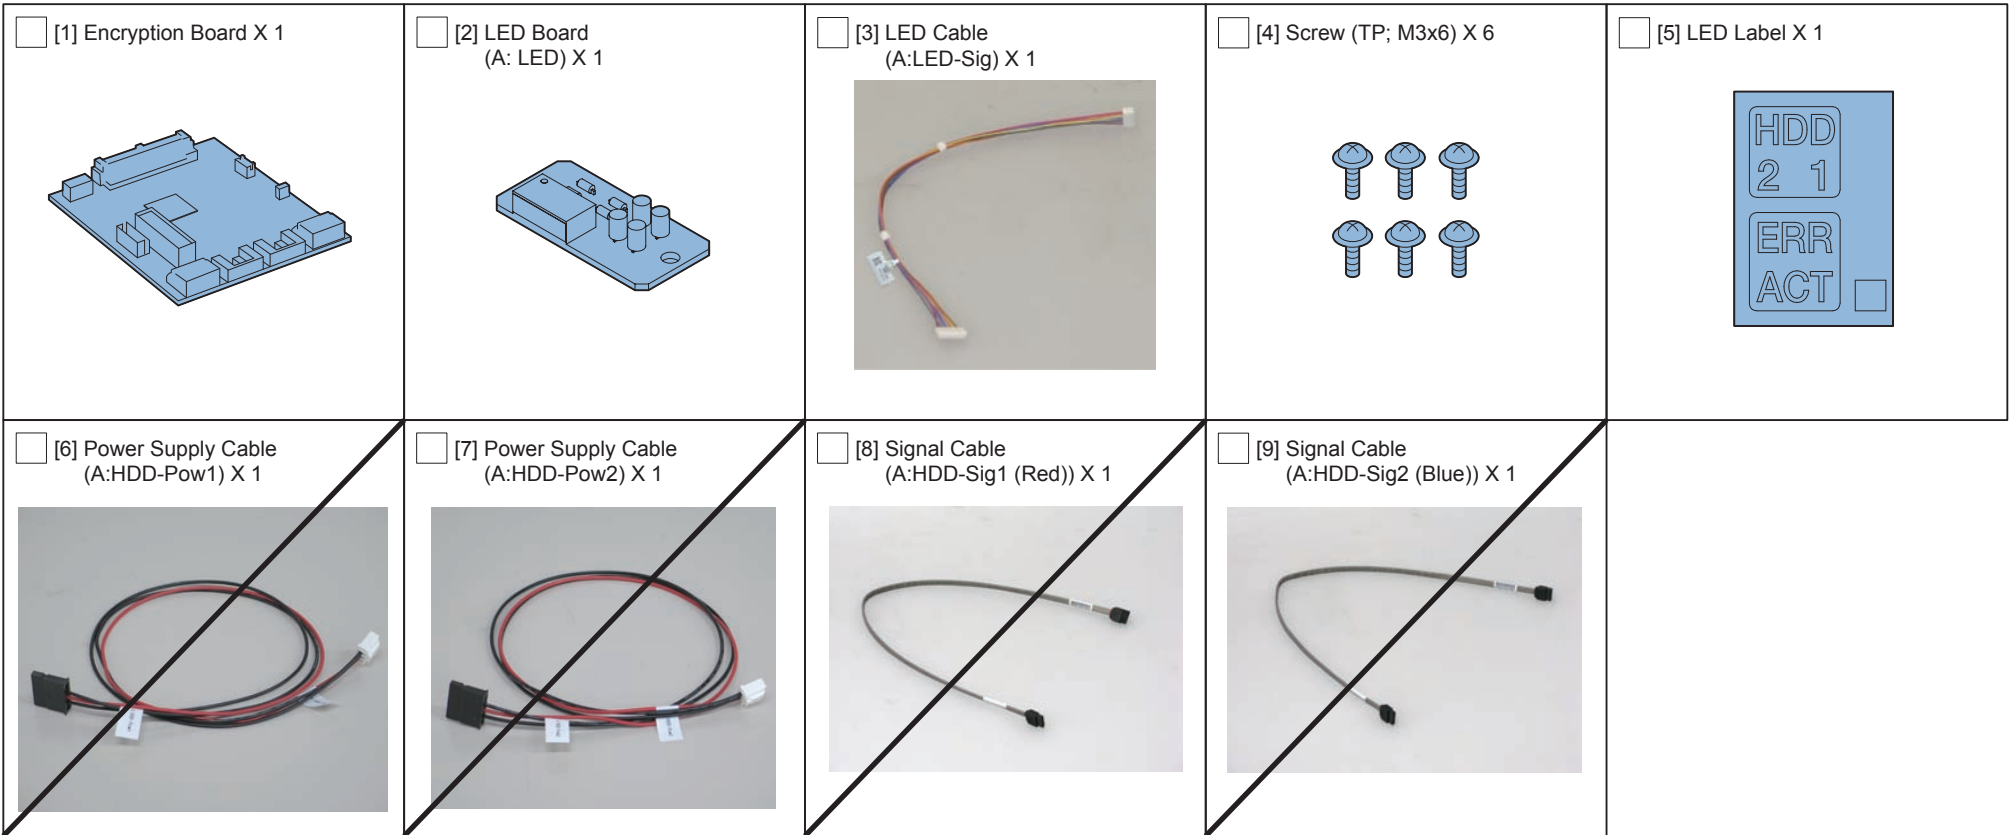 [1] Encryption Board X 1
[2] LED Board
(A: LED) X 1
[3] LED Cable
(A:LED-Sig) X 1
[4] Screw (TP; M3x6) X 6
[5] LED Label X 1
HDD
2 1
ERR
ACT
[6] Power Supply Cable
(A:HDD-Pow1) X 1
[7] Power Supply Cable
(A:HDD-Pow2) X 1
[8] Signal Cable
(A:HDD-Sig1 (Red)) X 1
[9] Signal Cable
(A:HDD-Sig2 (Blue)) X 1